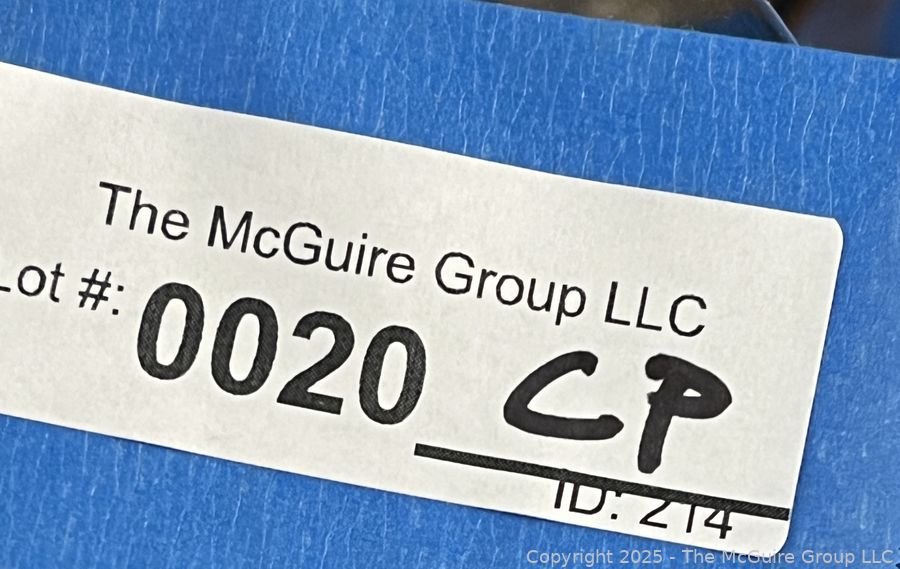 The McGuire Group LLC
Lot #: 0020 CP
ID: 214
Copyright 2025 - The McGuire Group LLC